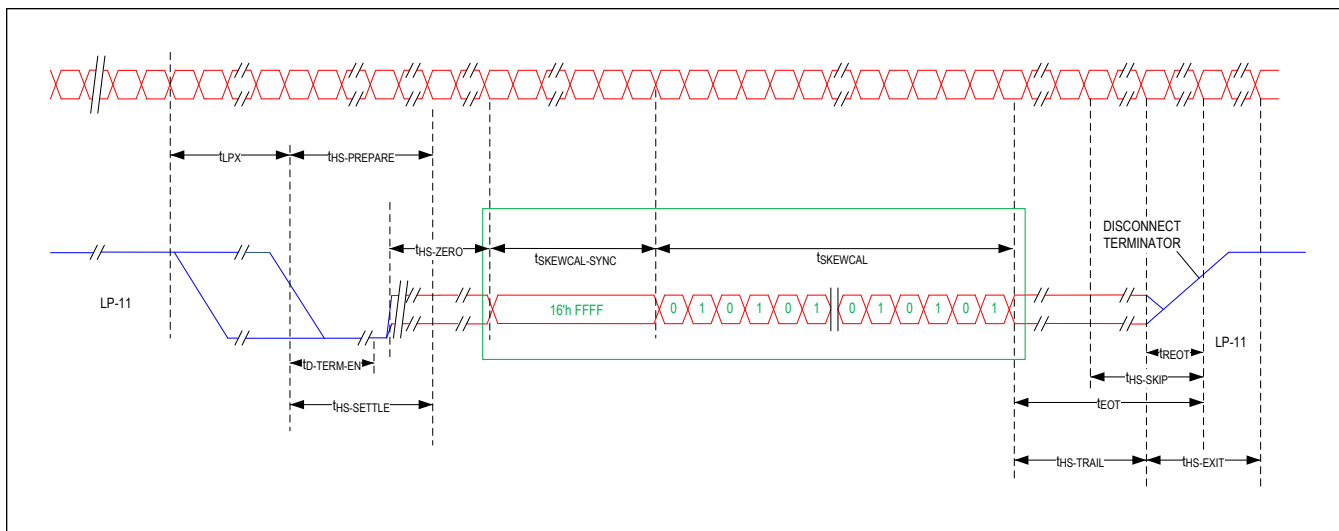 tLPX
tHS-PREPARE
tHS-ZERO
tSKEWCAL-SYNC
tSKEWCAL
DISCONNECT
TERMINATOR
LP-11
16'h FFFF
0 1 0 1 0 1 0 1 0 1 0 1
tD-TERM-EN
tHS-SETTLE
tREOT
LP-11
tHS-SKIP
tEOT
tHS-TRAIL
tHS-EXIT